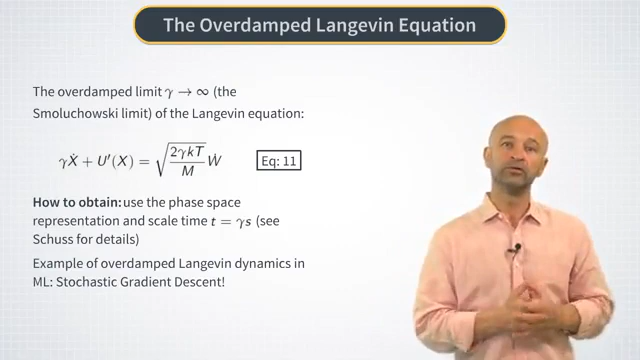 The Overdamped Langevin Equation
The overdamped limit γ → ∞ (the
Smoluchowski limit) of the Langevin equation:
γẊ + U′(X) = √(2γkT/M) Ẇ
Eq: 11
How to obtain: use the phase space
representation and scale time t = γs (see
Schuss for details)
Example of overdamped Langevin dynamics in
ML: Stochastic Gradient Descent!